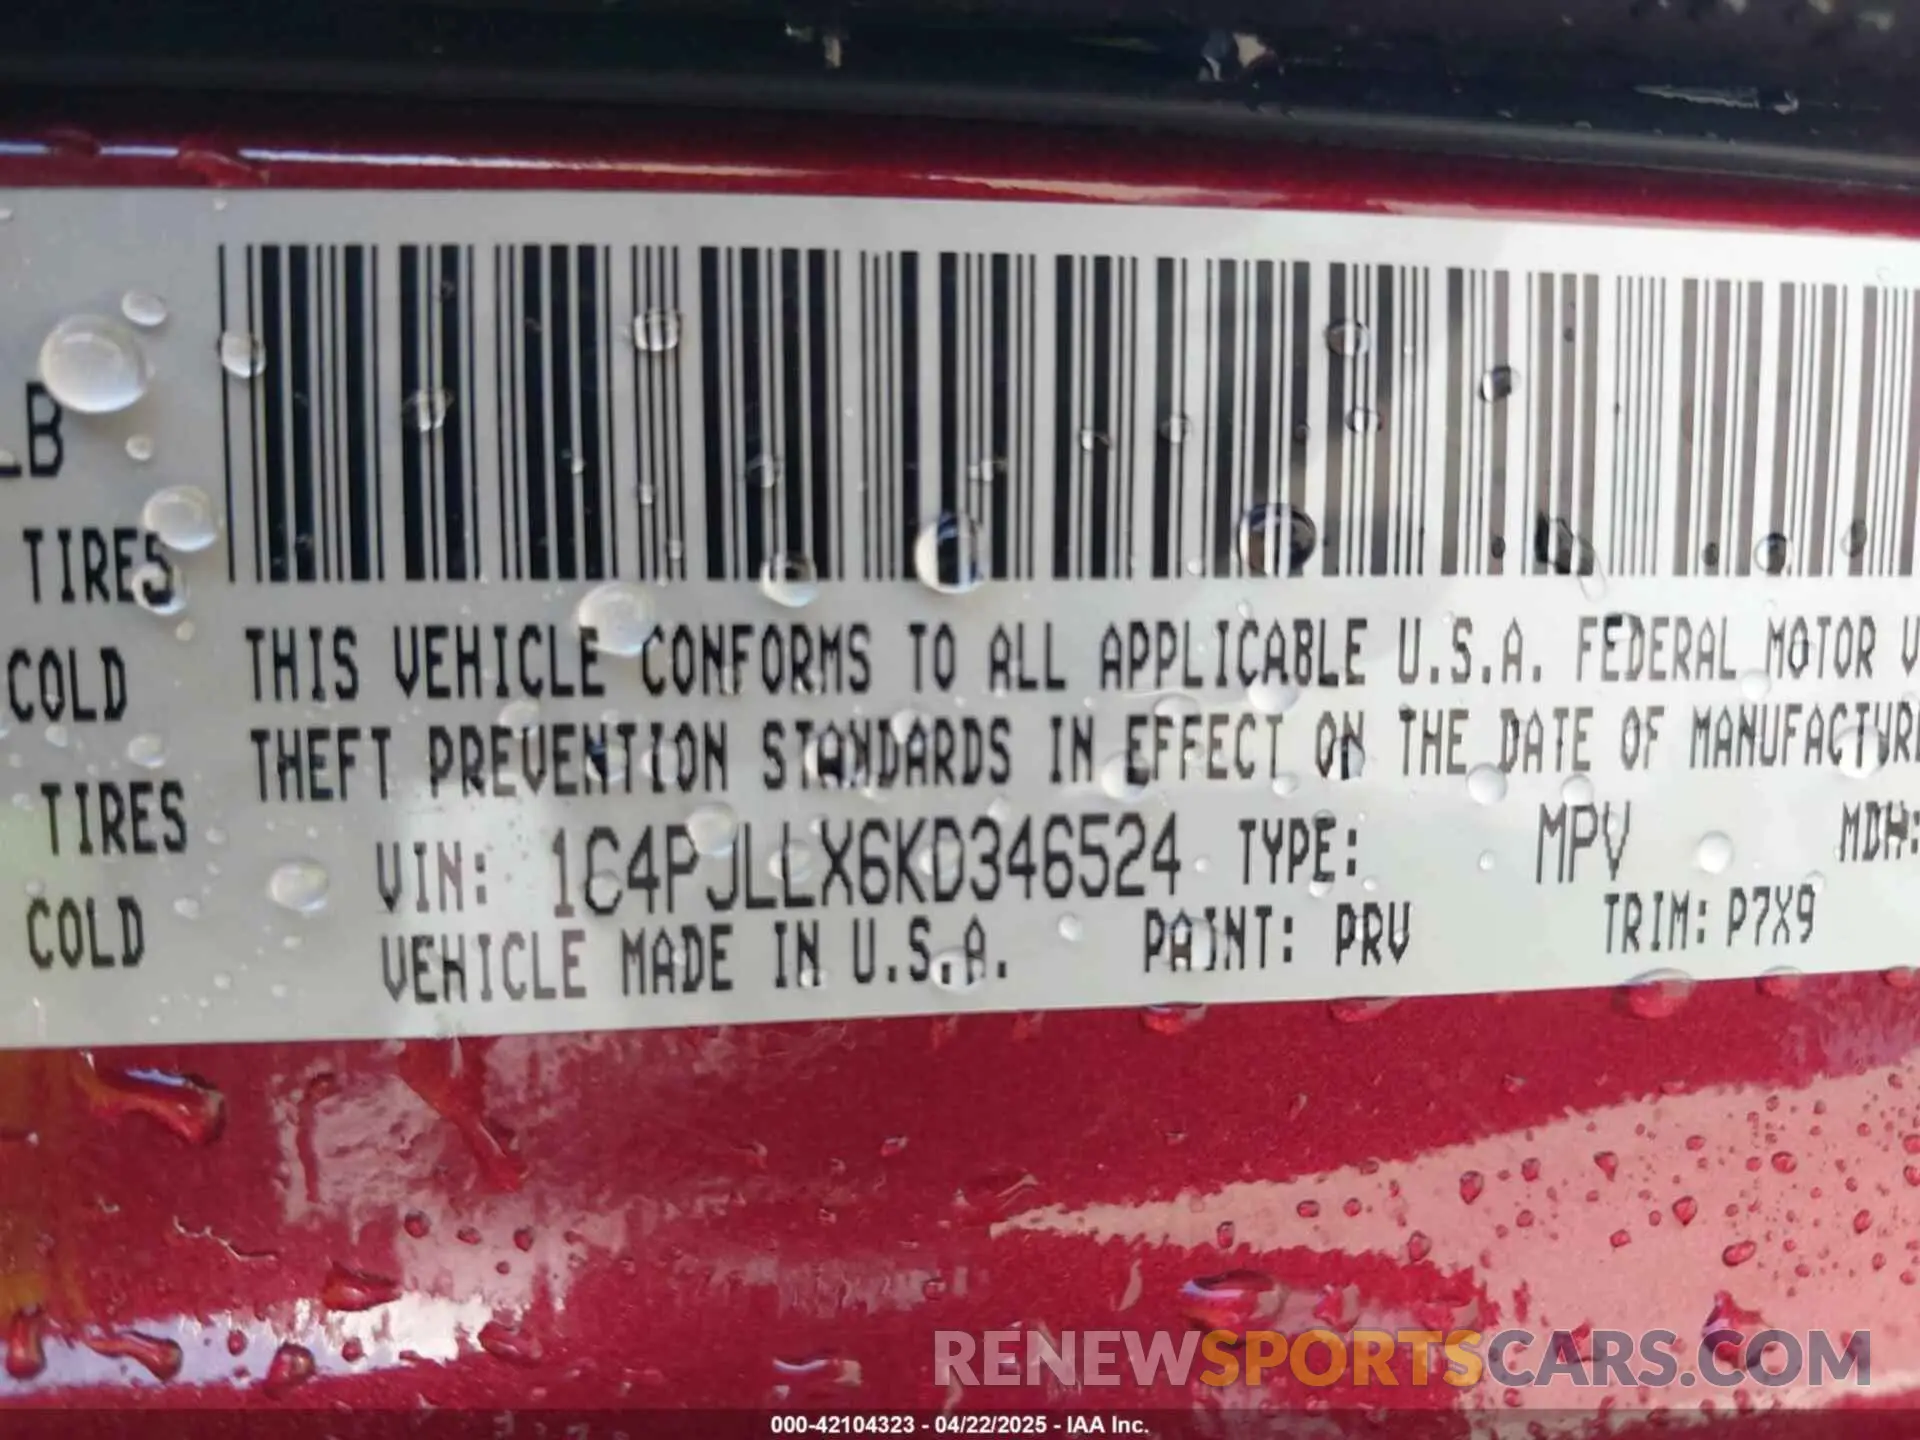 LB
TIRES
COLD
TIRES
COLD
THIS VEHICLE CONFORMS TO ALL APPLICABLE U.S.A. FEDERAL MOTOR V
THEFT PREVENTION STANDARDS IN EFFECT ON THE DATE OF MANUFACTURE
VIN: 1C4PJLLX6KD346524 TYPE: MPV MDH:
VEHICLE MADE IN U.S.A. PAINT: PRV TRIM: P7X9
RENEWSPORTSCARS.COM
000-42104323 - 04/22/2025 - IAA Inc.